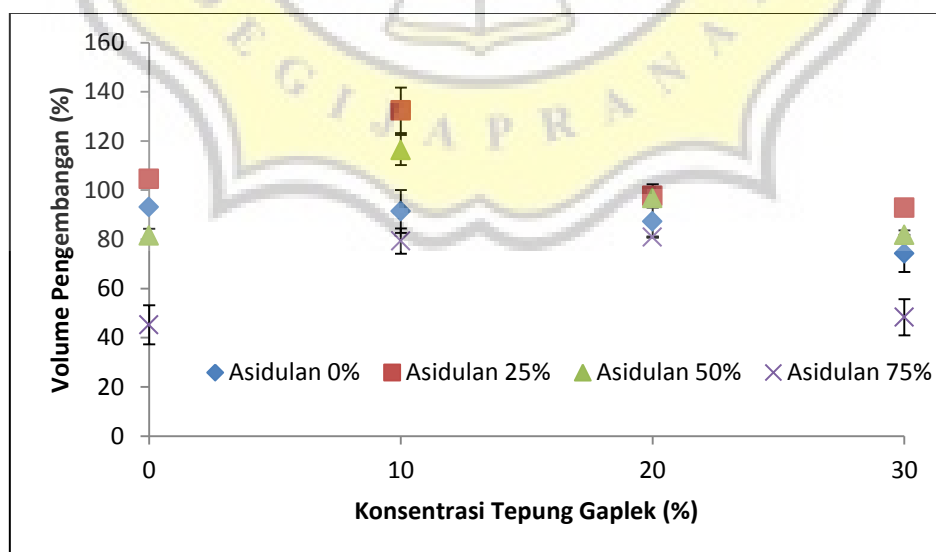 EGIJAPRANA
160
140
120
100
80
60
40
20
0
Volume Pengembangan (%)
Asidulan 0% Asidulan 25% Asidulan 50% Asidulan 75%
0 10 20 30
Konsentrasi Tepung Gaplek (%)